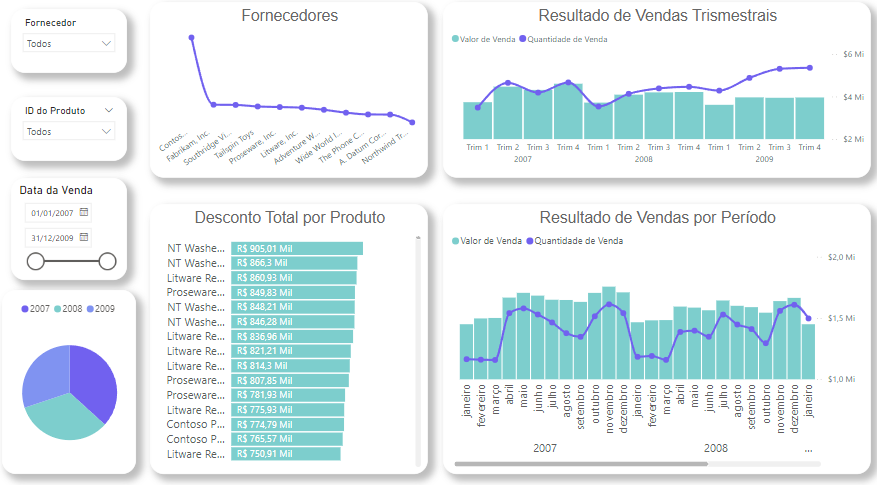 Fornecedor
Todos
ID do Produto
Todos
Data da Venda
01/01/2007
31/12/2009
2007 2008 2009
Fornecedores
Contos...
Fabrikam, Inc.
Southridge Vi...
Tailspin Toys
Proseware, Inc.
Litware, Inc.
Adventure W...
Wide World I...
The Phone C...
A. Datum Cor...
Northwind Tr...
Resultado de Vendas Trismestrais
Valor de Venda Quantidade de Venda
$6 Mi
$4 Mi
$2 Mi
Trim 1 Trim 2 Trim 3 Trim 4 Trim 1 Trim 2 Trim 3 Trim 4 Trim 1 Trim 2 Trim 3 Trim 4
2007 2008 2009
Desconto Total por Produto
NT Washe... R$ 905,01 Mil
NT Washe... R$ 866,3 Mil
Litware Re... R$ 860,93 Mil
Proseware... R$ 849,83 Mil
NT Washe... R$ 848,21 Mil
NT Washe... R$ 846,28 Mil
Litware Re... R$ 836,96 Mil
Litware Re... R$ 821,21 Mil
Litware Re... R$ 814,3 Mil
Proseware... R$ 807,85 Mil
Proseware... R$ 781,93 Mil
Litware Re... R$ 775,93 Mil
Contoso P... R$ 774,79 Mil
Contoso P... R$ 765,57 Mil
Litware Re... R$ 750,91 Mil
Resultado de Vendas por Período
Valor de Venda Quantidade de Venda
$2,0 Mi
$1,5 Mi
$1,0 Mi
janeiro fevereiro março abril maio junho julho agosto setembro outubro novembro dezembro janeiro fevereiro março abril maio junho julho agosto setembro outubro novembro dezembro janeiro
2007 2008 ...